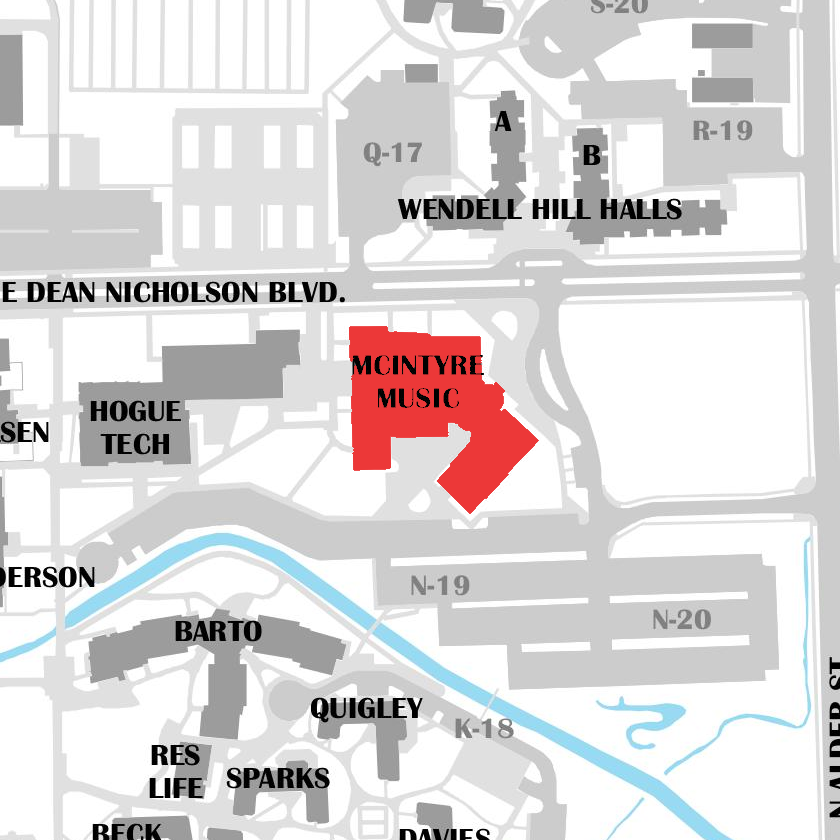 S-20
A
R-19
Q-17
B
WENDELL HILL HALLS
E DEAN NICHOLSON BLVD.
MCINTYRE
MUSIC
HOGUE
TECH
SEN
DERSON
N-19
N-20
BARTO
QUIGLEY
K-18
RES
LIFE
SPARKS
N ALDER ST
BECK
DAVIES